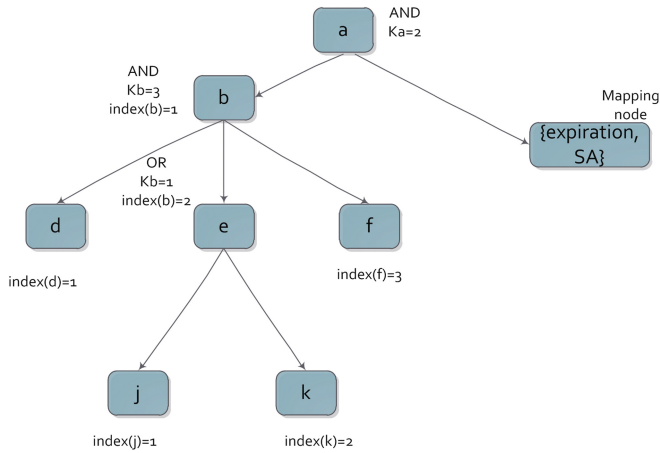 AND
Ka=2
a
AND
Kb=3
index(b)=1
b
Mapping
node
{expiration,
SA}
OR
Kb=1
index(b)=2
d
e
f
index(d)=1
index(f)=3
j
k
index(j)=1
index(k)=2